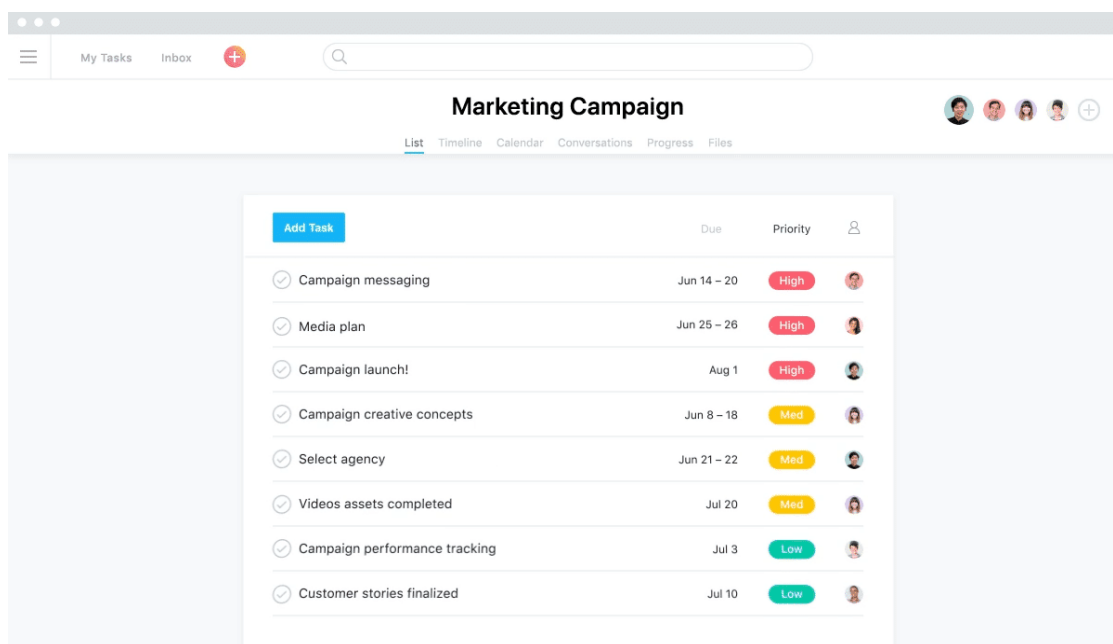 My Tasks Inbox
Marketing Campaign
List Timeline Calendar Conversations Progress Files
Add Task Due Priority
Campaign messaging Jun 14 – 20 High
Media plan Jun 25 – 26 High
Campaign launch! Aug 1 High
Campaign creative concepts Jun 8 – 18 Med
Select agency Jun 21 – 22 Med
Videos assets completed Jul 20 Med
Campaign performance tracking Jul 3 Low
Customer stories finalized Jul 10 Low